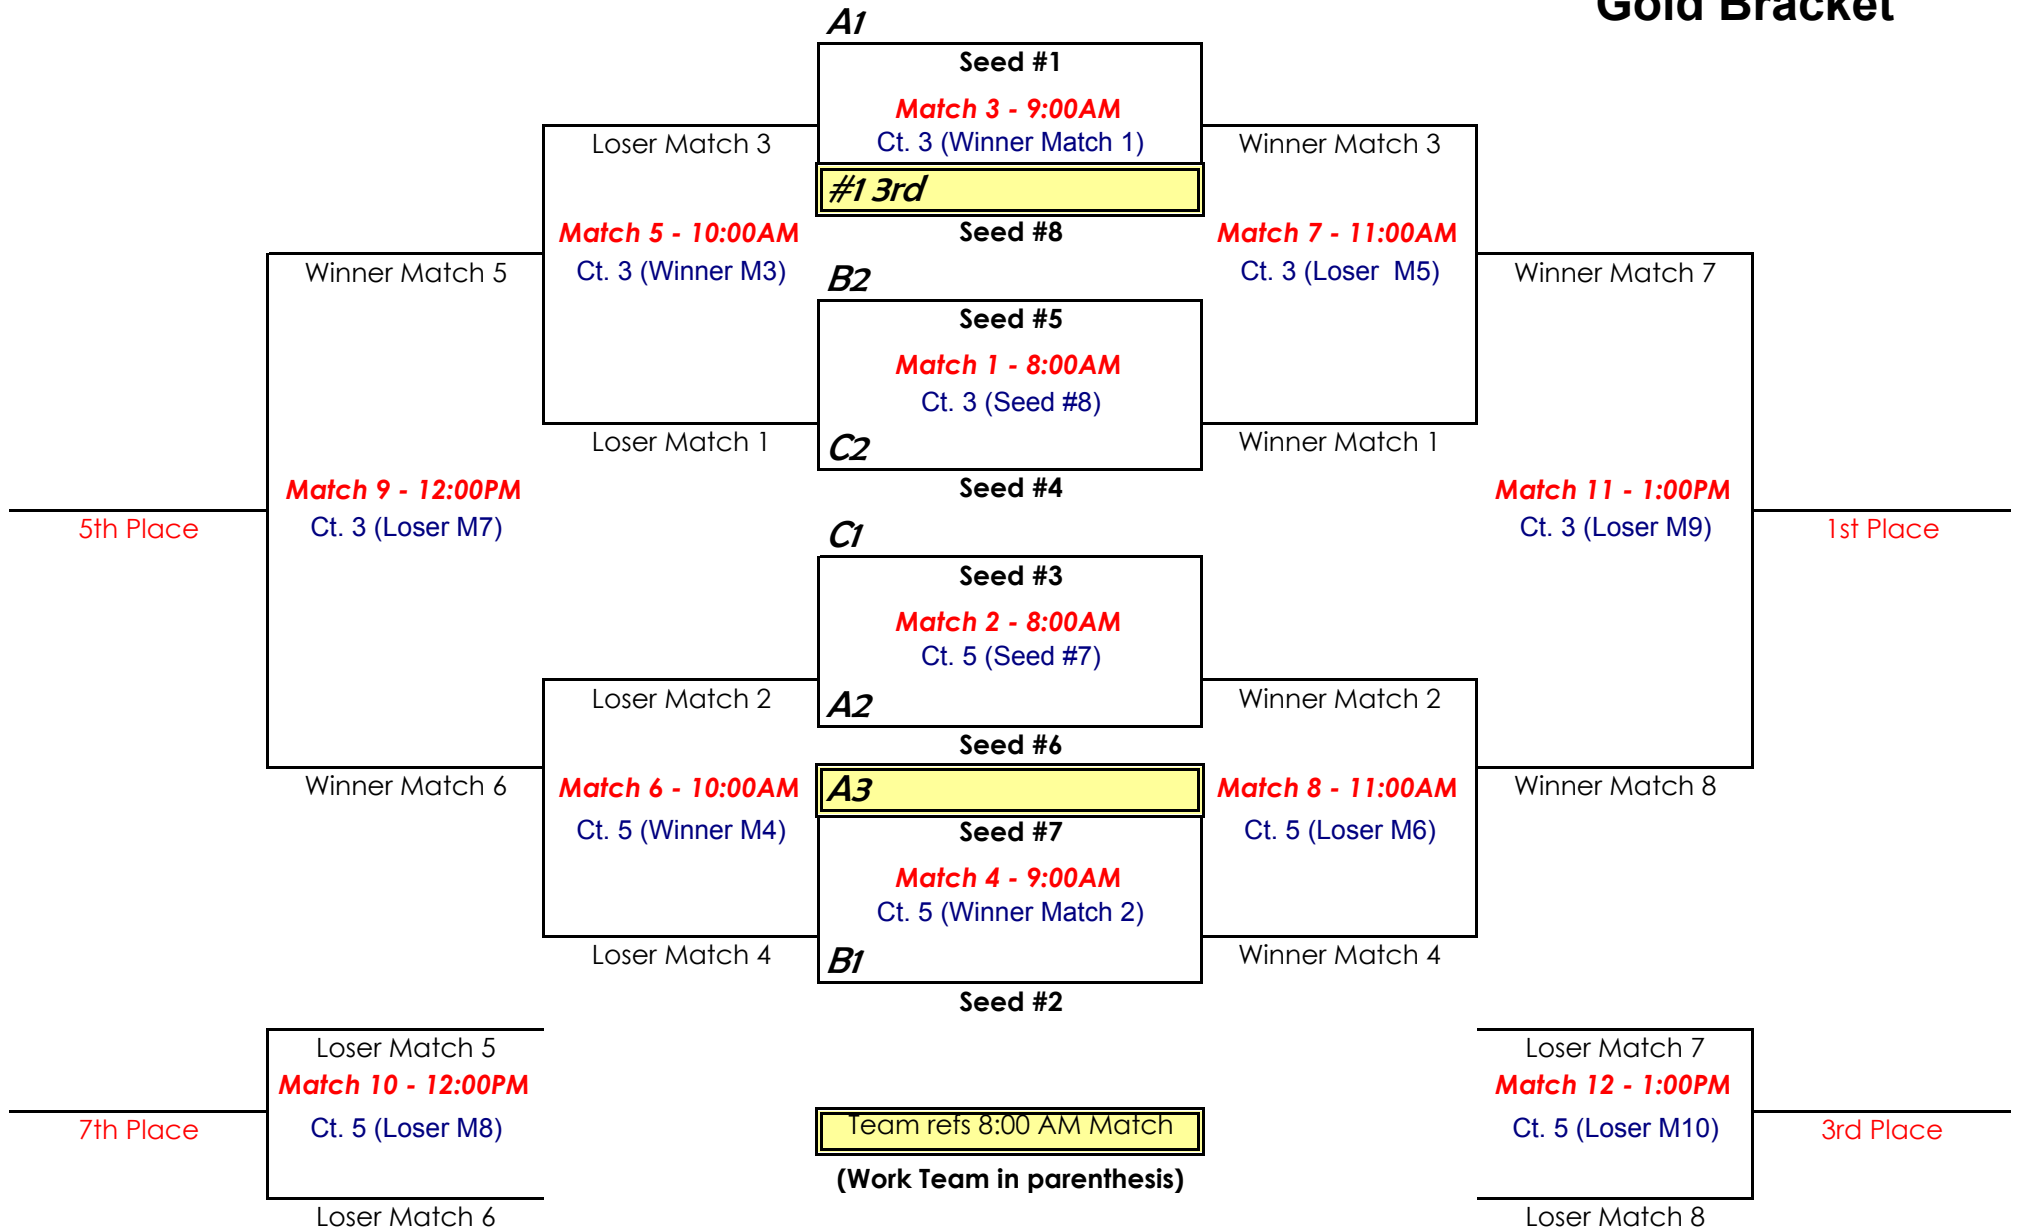 Gold Bracket
A1
Seed #1
Match 3 - 9:00AM
Loser Match 3
Ct. 3 (Winner Match 1)
Winner Match 3
#1 3rd
Match 5 - 10:00AM
Seed #8
Match 7 - 11:00AM
Winner Match 5
Ct. 3 (Winner M3)
B2
Ct. 3 (Loser  M5)
Winner Match 7
Seed #5
Match 1 - 8:00AM
Ct. 3 (Seed #8)
Loser Match 1
C2
Winner Match 1
Match 9 - 12:00PM
Seed #4
Match 11 - 1:00PM
5th Place
Ct. 3 (Loser M7)
C1
Ct. 3 (Loser M9)
1st Place
Seed #3
Match 2 - 8:00AM
Ct. 5 (Seed #7)
Loser Match 2
A2
Winner Match 2
Seed #6
Winner Match 6
Match 6 - 10:00AM
A3
Match 8 - 11:00AM
Winner Match 8
Ct. 5 (Winner M4)
Seed #7
Ct. 5 (Loser M6)
Match 4 - 9:00AM
Ct. 5 (Winner Match 2)
Loser Match 4
B1
Winner Match 4
Seed #2
Loser Match 5
Loser Match 7
Match 10 - 12:00PM
Match 12 - 1:00PM
7th Place
Ct. 5 (Loser M8)
Team refs 8:00 AM Match
Ct. 5 (Loser M10)
3rd Place
(Work Team in parenthesis)
Loser Match 6
Loser Match 8